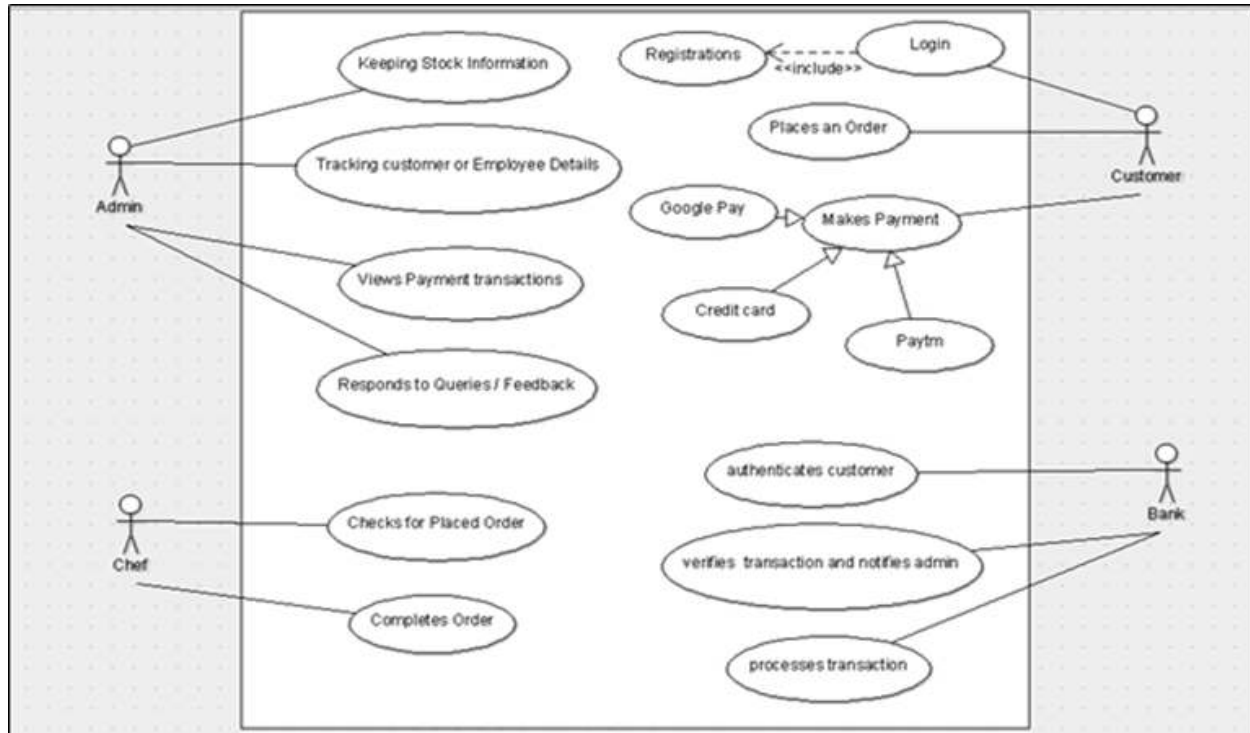 Keeping Stock Information
Registrations
<<include>>
Login
Places an Order
Tracking customer or Employee Details
Admin
Customer
Google Pay
Makes Payment
Views Payment transactions
Credit card
Paytm
Responds to Queries / Feedback
authenticates customer
Bank
Checks for Placed Order
Chef
verifies transaction and notifies admin
Completes Order
processes transaction